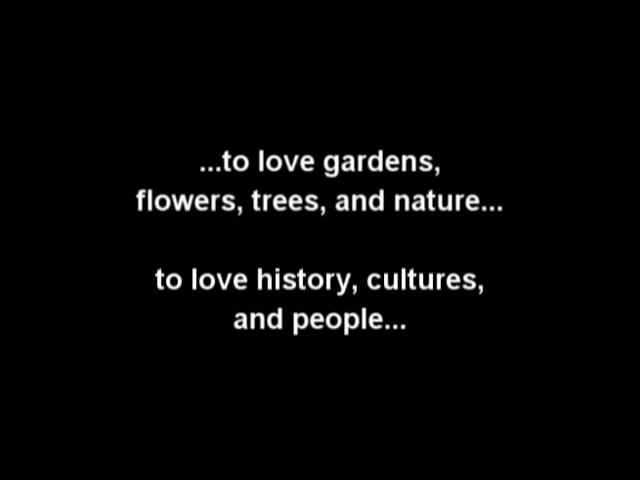 ...to love gardens,
flowers, trees, and nature...
to love history, cultures,
and people...